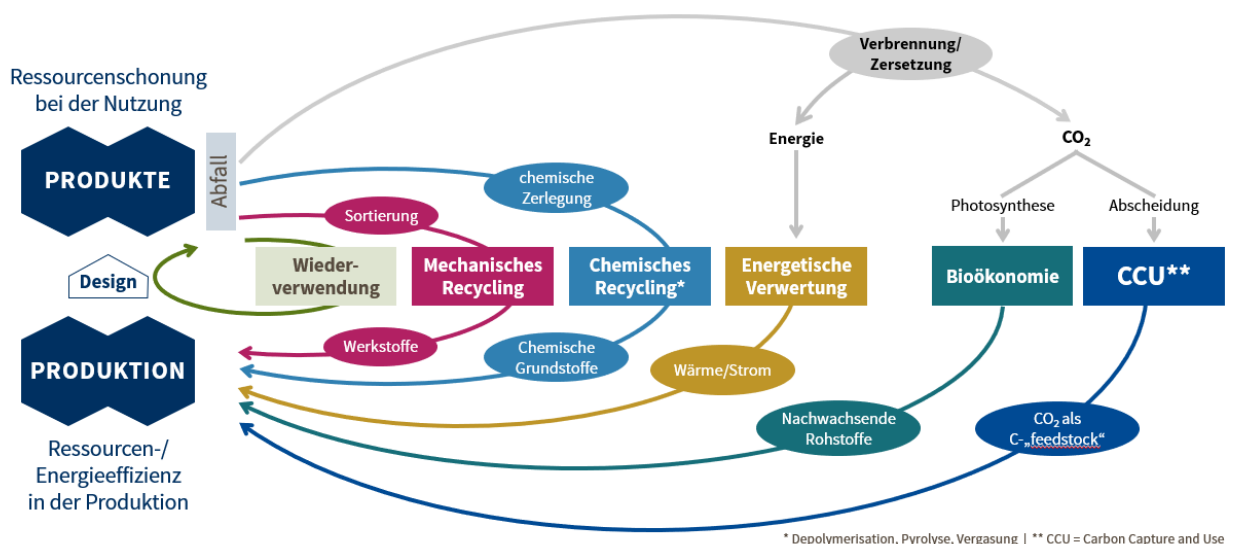 Verbrennung/
Zersetzung
Ressourcenschonung
bei der Nutzung
PRODUKTE
Abfall
Energie
CO₂
chemische
Zerlegung
Sortierung
Photosynthese
Abscheidung
Design
Wieder-
verwendung
Mechanisches
Recycling
Chemisches
Recycling*
Energetische
Verwertung
Bioökonomie
CCU**
PRODUKTION
Werkstoffe
Chemische
Grundstoffe
Wärme/Strom
Nachwachsende
Rohstoffe
CO₂ als
C-„feedstock“
Ressourcen-/
Energieeffizienz
in der Produktion
* Depolymerisation, Pyrolyse, Vergasung | ** CCU = Carbon Capture and Use